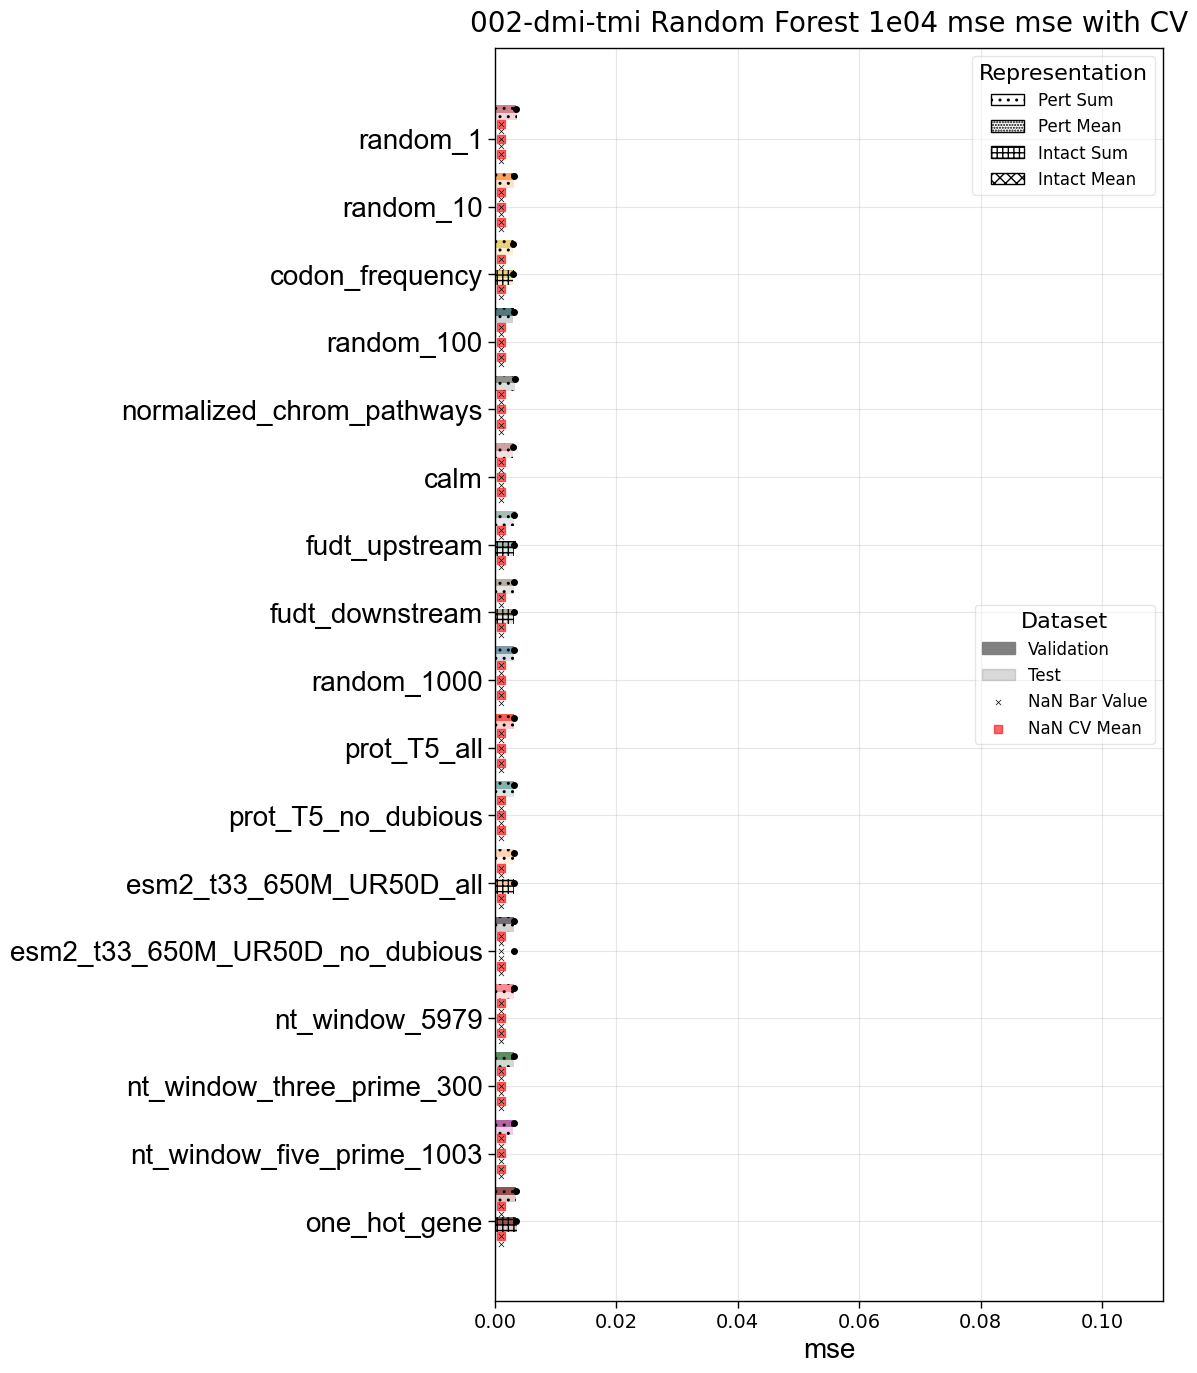 002-dmi-tmi Random Forest 1e04 mse mse with CV
Representation
Pert Sum
Pert Mean
Intact Sum
Intact Mean
random_1
random_10
codon_frequency
random_100
normalized_chrom_pathways
calm
fudt_upstream
fudt_downstream
random_1000
prot_T5_all
prot_T5_no_dubious
esm2_t33_650M_UR50D_all
esm2_t33_650M_UR50D_no_dubious
nt_window_5979
nt_window_three_prime_300
nt_window_five_prime_1003
one_hot_gene
Dataset
Validation
Test
NaN Bar Value
NaN CV Mean
0.00 0.02 0.04 0.06 0.08 0.10
mse